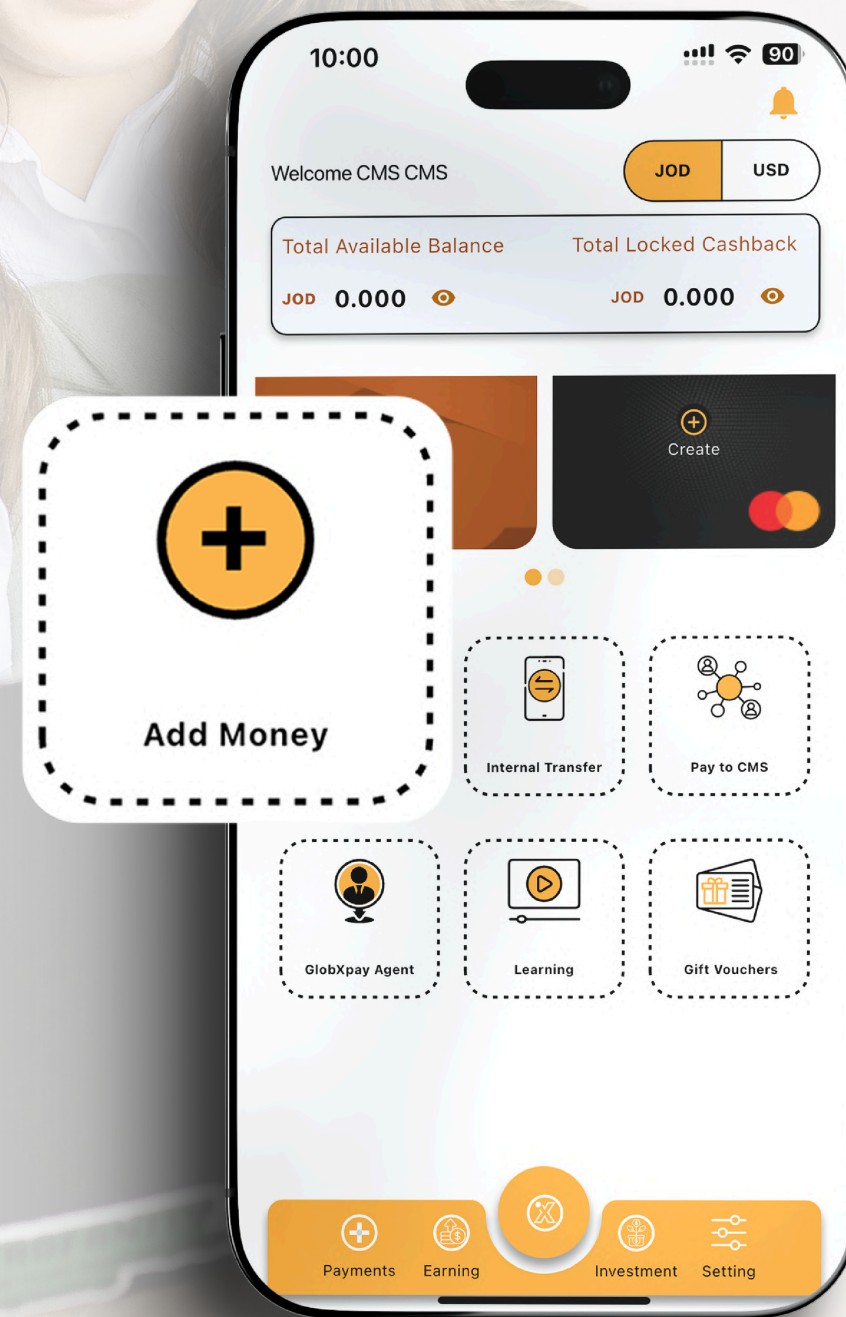 10:00
90
Welcome CMS CMS
JOD
USD
Total Available Balance
Total Locked Cashback
JOD 0.000
JOD 0.000
Create
Add Money
Internal Transfer
Pay to CMS
GlobXpay Agent
Learning
Gift Vouchers
Payments
Earning
X
Investment
Setting